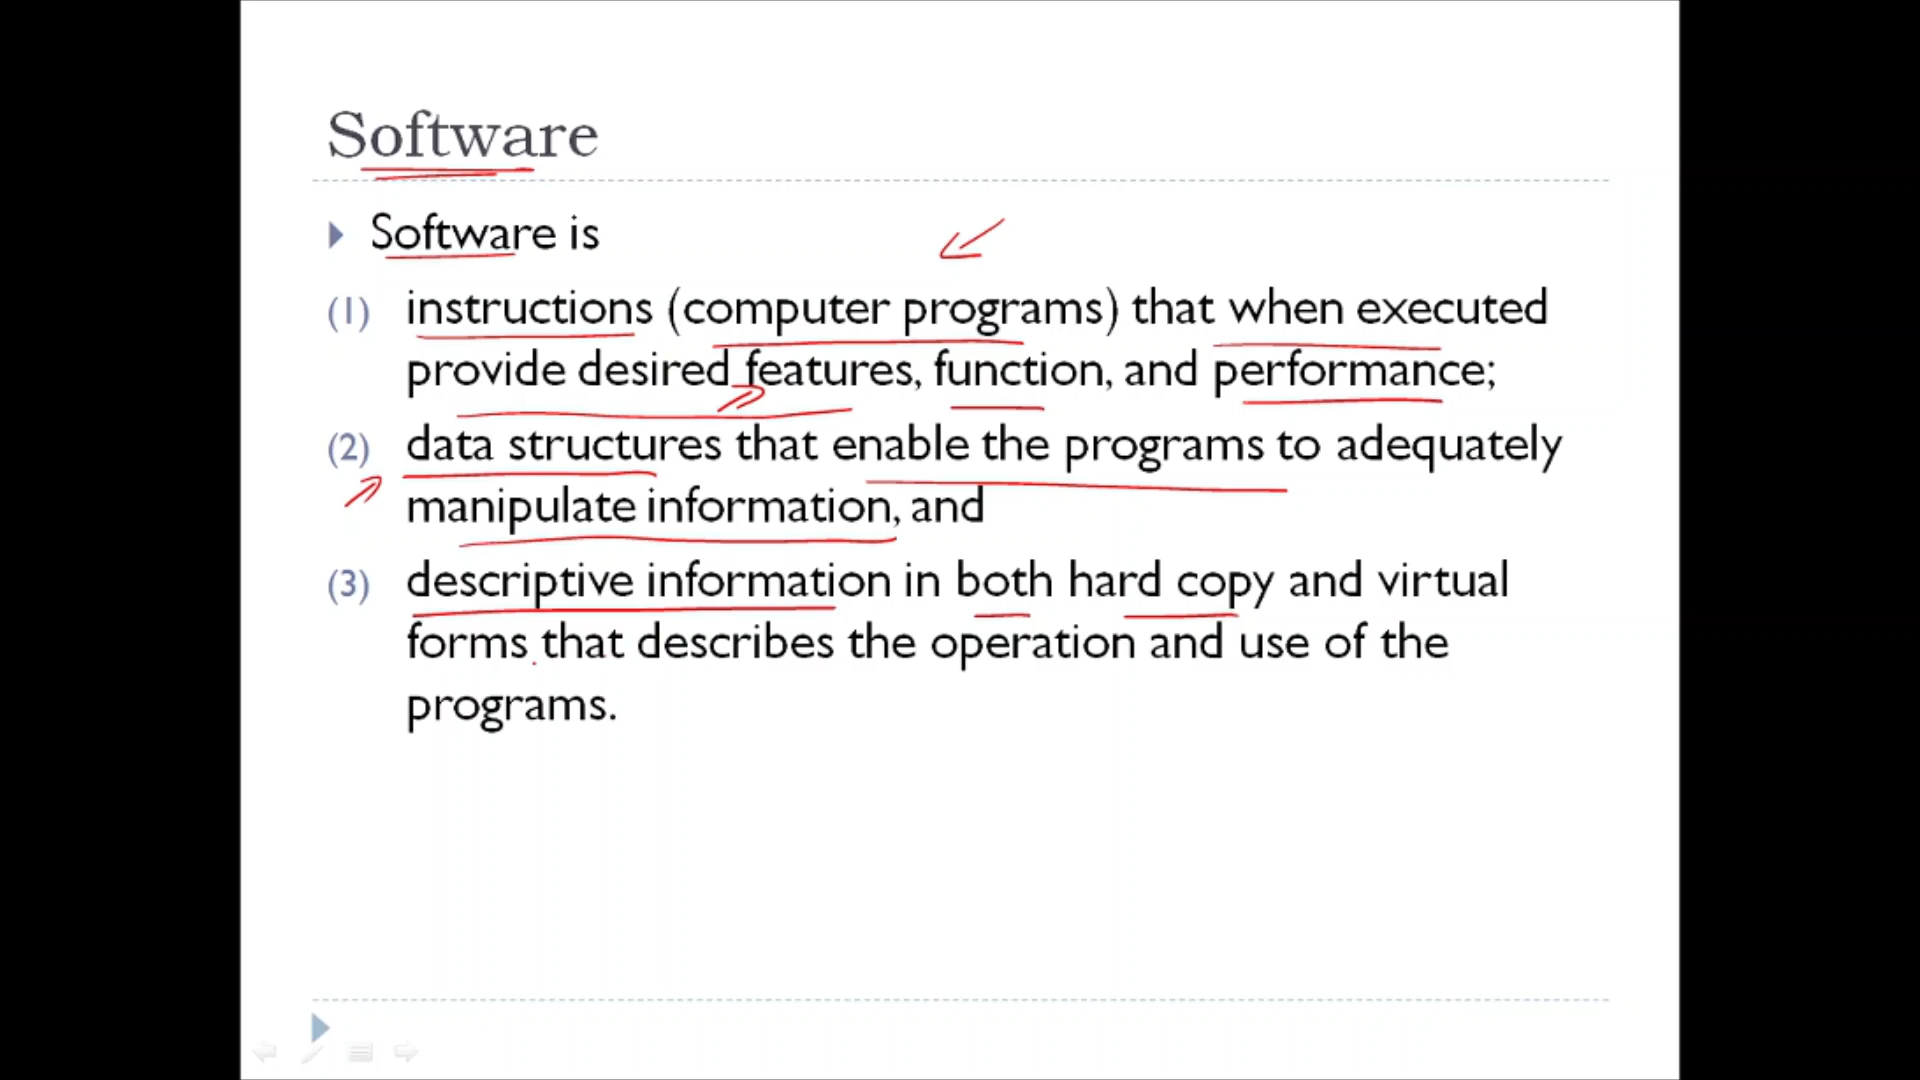 Software
Software is
(1) instructions (computer programs) that when executed
provide desired features, function, and performance;
(2) data structures that enable the programs to adequately
manipulate information, and
(3) descriptive information in both hard copy and virtual
forms that describes the operation and use of the
programs.